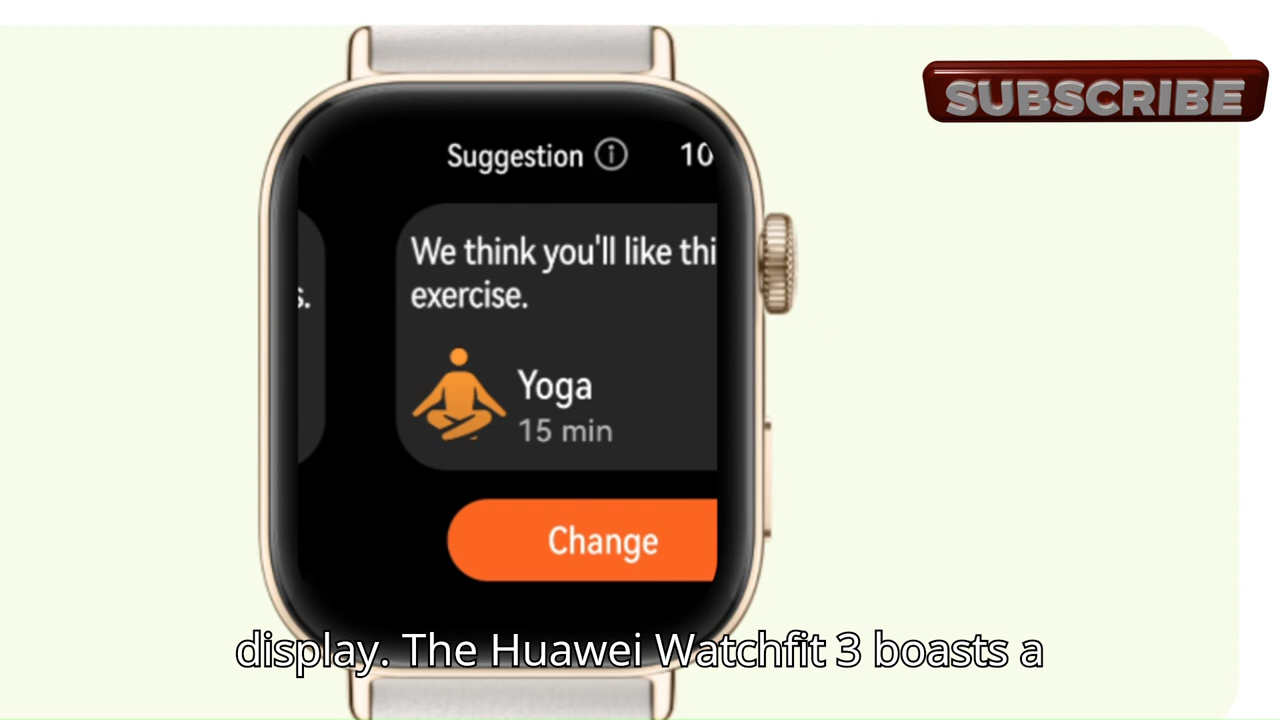 SUBSCRIBE
Suggestion 10
We think you'll like thi
s. exercise.
Yoga
15 min
Change
display. The Huawei Watchfit 3 boasts a